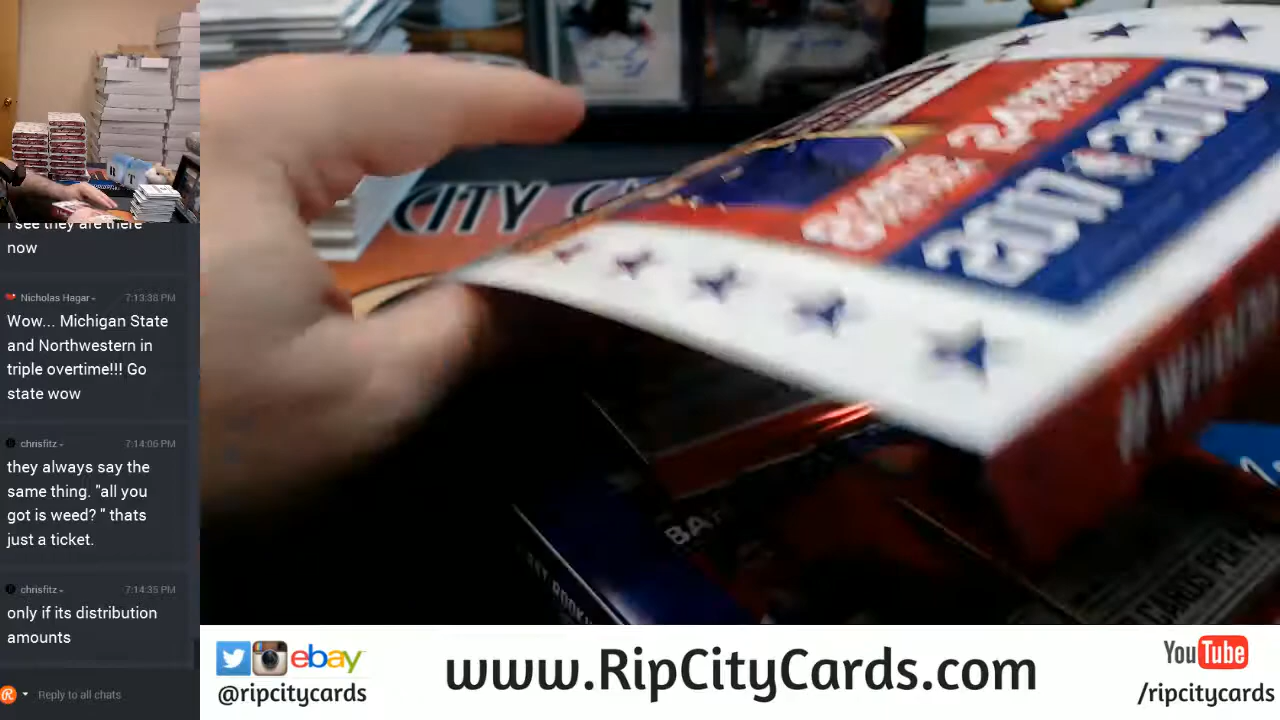 I see they are there
now
Nicholas Hagar 7:13:38 PM
Wow... Michigan State
and Northwestern in
triple overtime!!! Go
state wow
chrisfitz 7:14:06 PM
they always say the
same thing. "all you
got is weed? " thats
just a ticket.
chrisfitz 7:14:35 PM
only if its distribution
amounts
Reply to all chats
CITY
2017 2018
CARDS PER
ebay
@ripcitycards
www.RipCityCards.com
YouTube
/ripcitycards